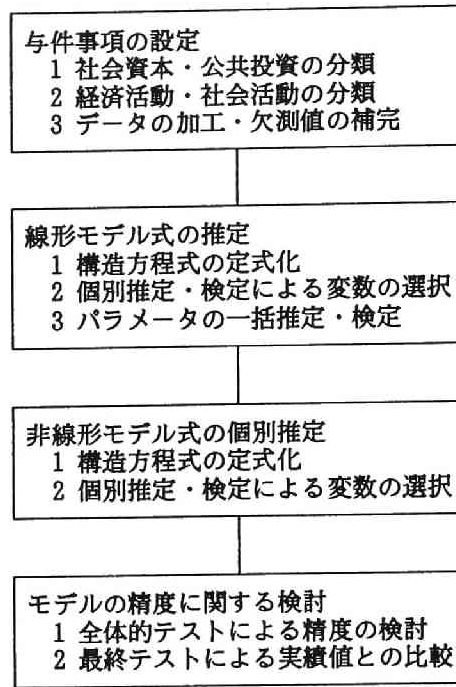 与件事項の設定
1 社会資本・公共投資の分類
2 経済活動・社会活動の分類
3 データの加工・欠測値の補完
線形モデル式の推定
1 構造方程式の定式化
2 個別推定・検定による変数の選択
3 パラメータの一括推定・検定
非線形モデル式の個別推定
1 構造方程式の定式化
2 個別推定・検定による変数の選択
モデルの精度に関する検討
1 全体的テストによる精度の検討
2 最終テストによる実績値との比較